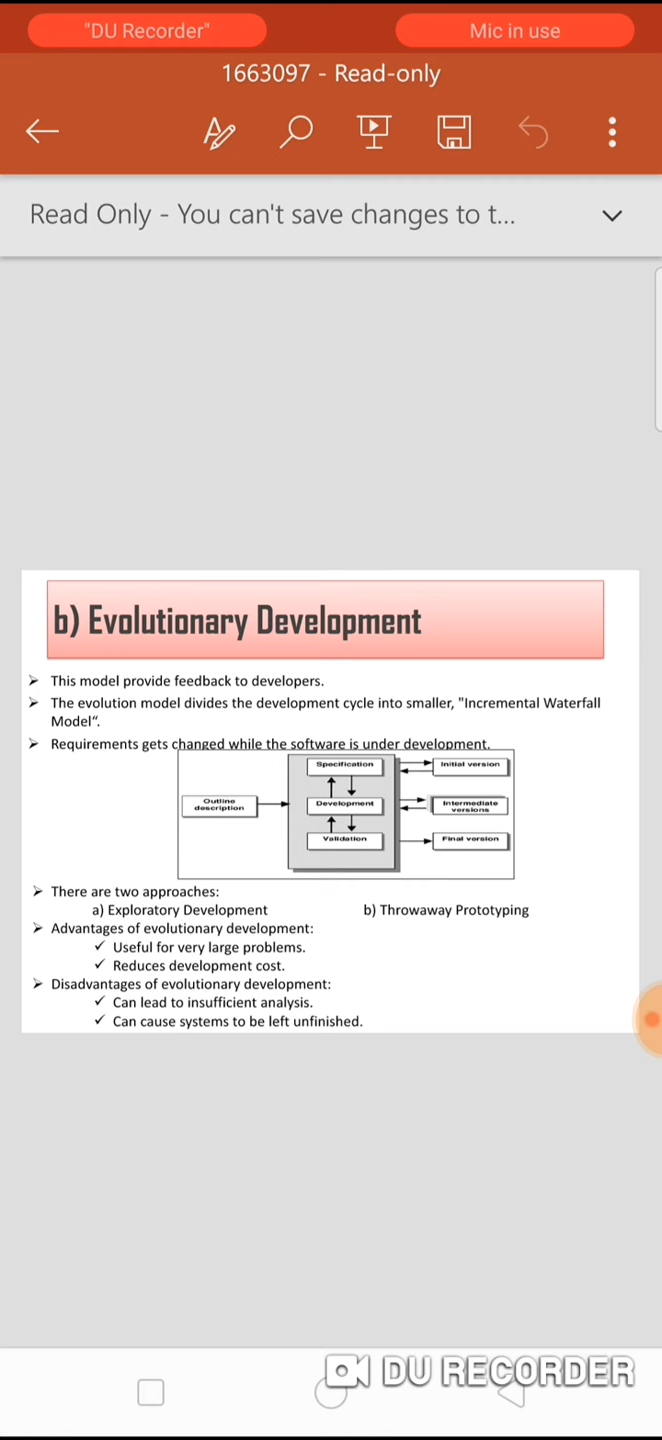 "DU Recorder"
Mic in use
1663097 - Read-only
Read Only - You can't save changes to t...
b) Evolutionary Development
➤ This model provide feedback to developers.
➤ The evolution model divides the development cycle into smaller, "Incremental Waterfall
Model“.
➤ Requirements gets changed while the software is under development.
Specification
Initial version
Outline
description
Development
Intermediate
versions
Validation
Final version
➤ There are two approaches:
a) Exploratory Development b) Throwaway Prototyping
➤ Advantages of evolutionary development:
✓ Useful for very large problems.
✓ Reduces development cost.
➤ Disadvantages of evolutionary development:
✓ Can lead to insufficient analysis.
✓ Can cause systems to be left unfinished.
DU RECORDER